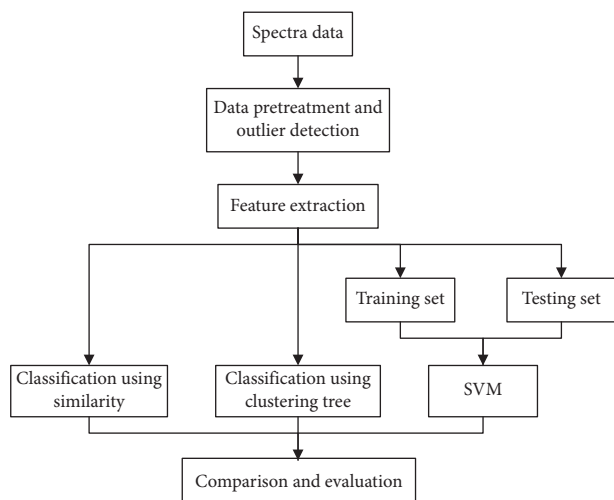 Spectra data
Data pretreatment and
outlier detection
Feature extraction
Training set
Testing set
Classification using
similarity
Classification using
clustering tree
SVM
Comparison and evaluation